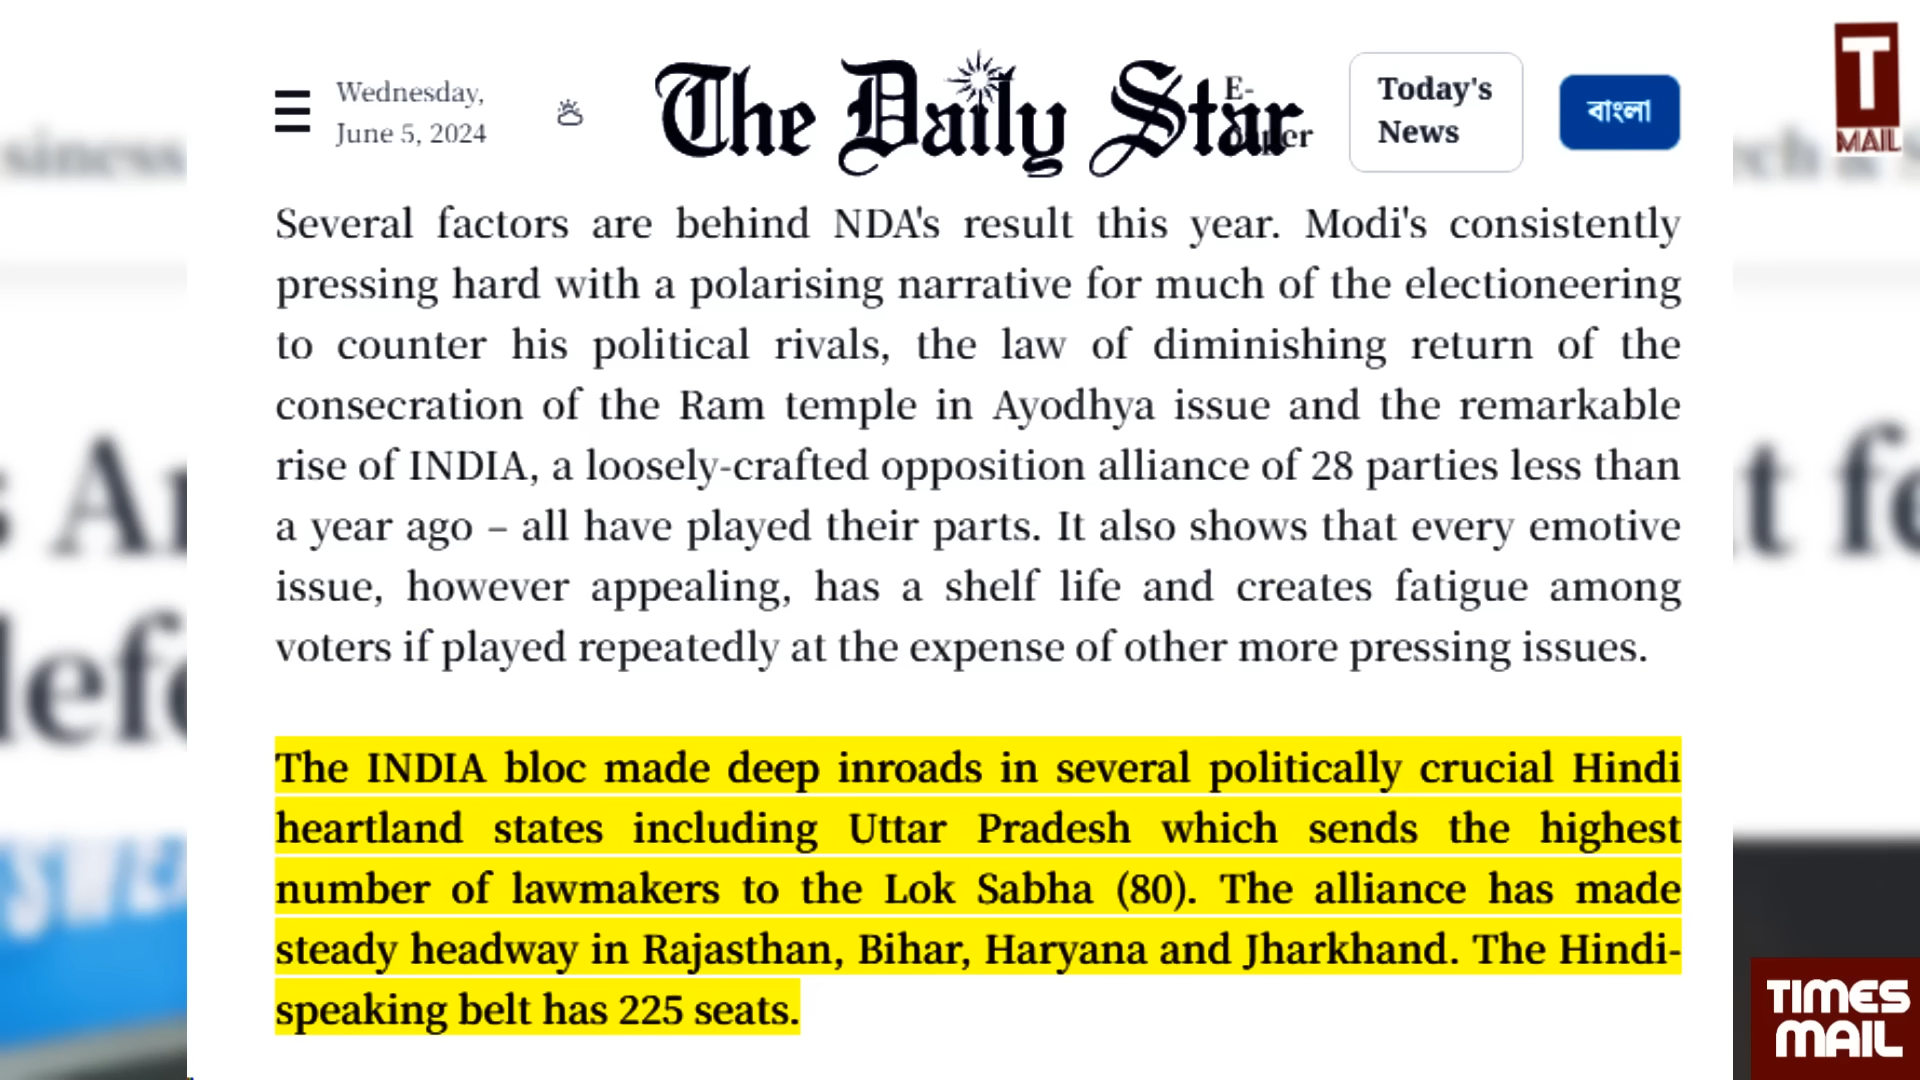 Wednesday,
June 5, 2024
The Daily Star
E-
Today's
News
বাংলা
T
MAIL
Several factors are behind NDA's result this year. Modi's consistently
pressing hard with a polarising narrative for much of the electioneering
to counter his political rivals, the law of diminishing return of the
consecration of the Ram temple in Ayodhya issue and the remarkable
rise of INDIA, a loosely-crafted opposition alliance of 28 parties less than
a year ago – all have played their parts. It also shows that every emotive
issue, however appealing, has a shelf life and creates fatigue among
voters if played repeatedly at the expense of other more pressing issues.
The INDIA bloc made deep inroads in several politically crucial Hindi
heartland states including Uttar Pradesh which sends the highest
number of lawmakers to the Lok Sabha (80). The alliance has made
steady headway in Rajasthan, Bihar, Haryana and Jharkhand. The Hindi-
speaking belt has 225 seats.
TIMES
MAIL